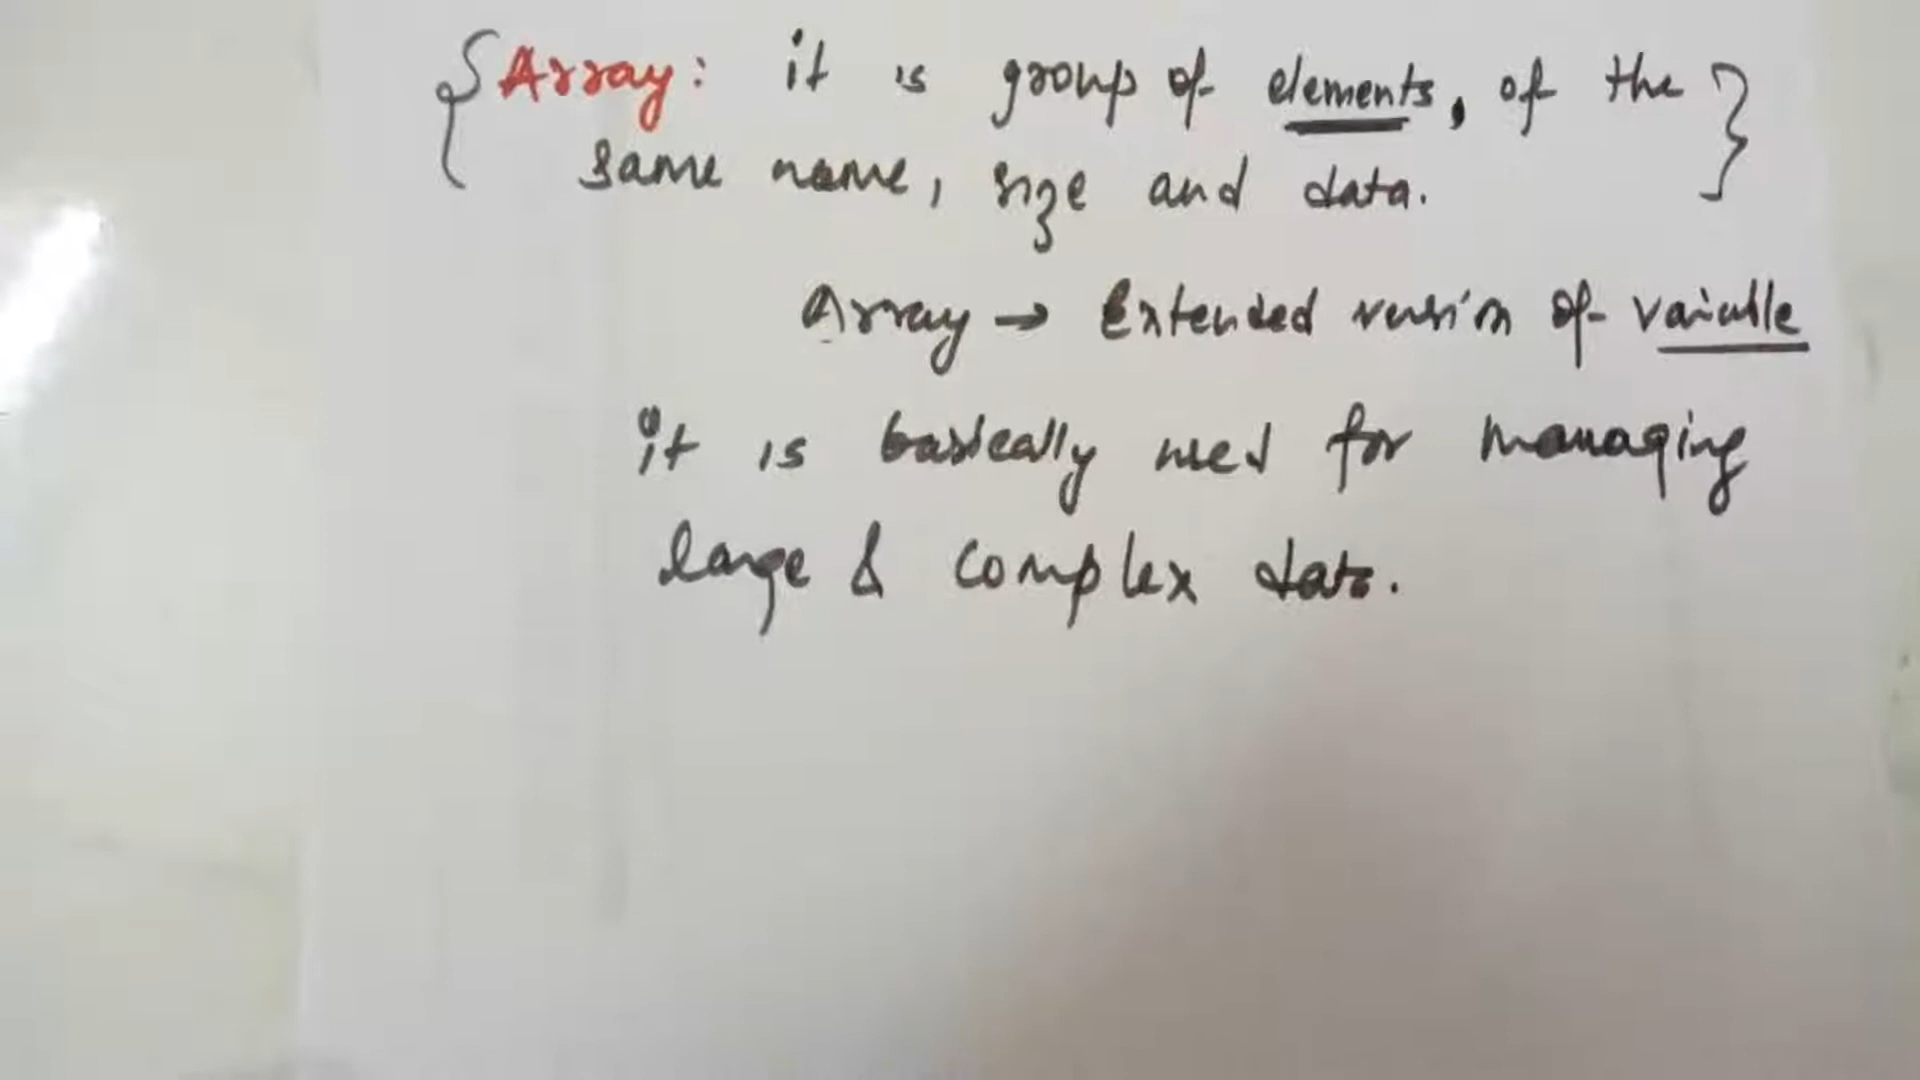 { Array: it is group of elements, of the }
same name, size and data.
Array → Extended version of variable
it is basically used for managing
large & complex data.